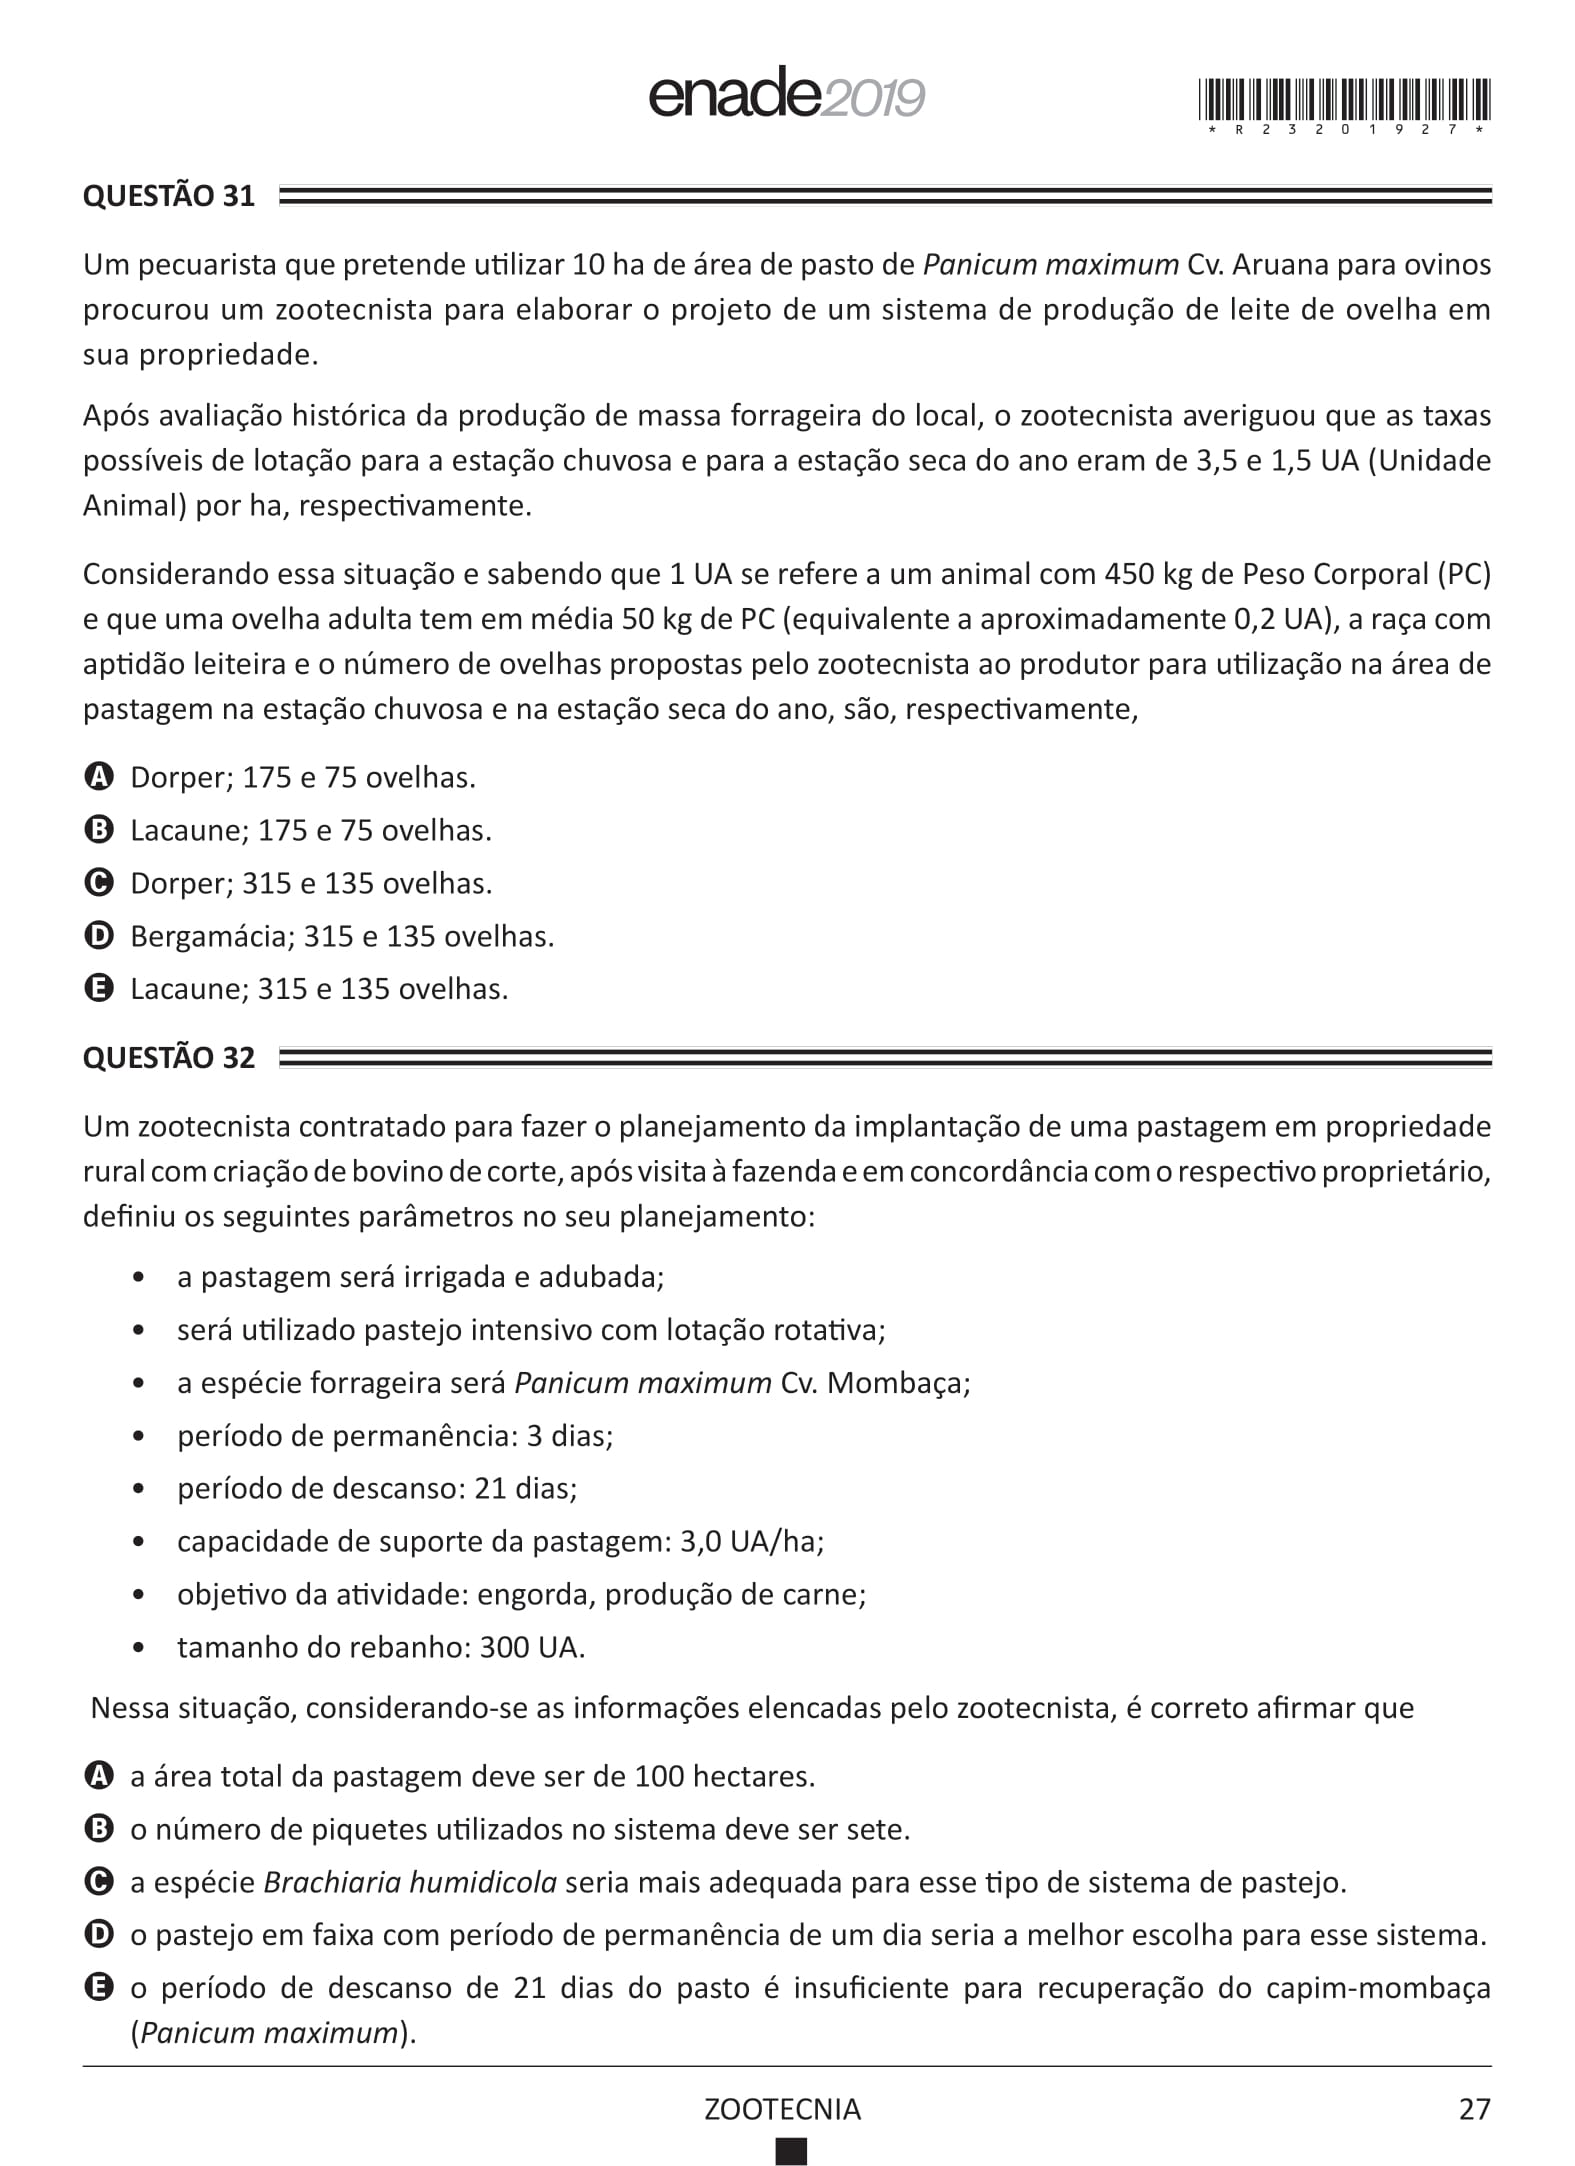 enade2019
*R23201927*
QUESTÃO 31
Um pecuarista que pretende utilizar 10 ha de área de pasto de Panicum maximum Cv. Aruana para ovinos
procurou um zootecnista para elaborar o projeto de um sistema de produção de leite de ovelha em
sua propriedade.
Após avaliação histórica da produção de massa forrageira do local, o zootecnista averiguou que as taxas
possíveis de lotação para a estação chuvosa e para a estação seca do ano eram de 3,5 e 1,5 UA (Unidade
Animal) por ha, respectivamente.
Considerando essa situação e sabendo que 1 UA se refere a um animal com 450 kg de Peso Corporal (PC)
e que uma ovelha adulta tem em média 50 kg de PC (equivalente a aproximadamente 0,2 UA), a raça com
aptidão leiteira e o número de ovelhas propostas pelo zootecnista ao produtor para utilização na área de
pastagem na estação chuvosa e na estação seca do ano, são, respectivamente,
A Dorper; 175 e 75 ovelhas.
B Lacaune; 175 e 75 ovelhas.
C Dorper; 315 e 135 ovelhas.
D Bergamácia; 315 e 135 ovelhas.
E Lacaune; 315 e 135 ovelhas.
QUESTÃO 32
Um zootecnista contratado para fazer o planejamento da implantação de uma pastagem em propriedade
rural com criação de bovino de corte, após visita à fazenda e em concordância com o respectivo proprietário,
definiu os seguintes parâmetros no seu planejamento:
• a pastagem será irrigada e adubada;
• será utilizado pastejo intensivo com lotação rotativa;
• a espécie forrageira será Panicum maximum Cv. Mombaça;
• período de permanência: 3 dias;
• período de descanso: 21 dias;
• capacidade de suporte da pastagem: 3,0 UA/ha;
• objetivo da atividade: engorda, produção de carne;
• tamanho do rebanho: 300 UA.
Nessa situação, considerando-se as informações elencadas pelo zootecnista, é correto afirmar que
A a área total da pastagem deve ser de 100 hectares.
B o número de piquetes utilizados no sistema deve ser sete.
C a espécie Brachiaria humidicola seria mais adequada para esse tipo de sistema de pastejo.
D o pastejo em faixa com período de permanência de um dia seria a melhor escolha para esse sistema.
E o período de descanso de 21 dias do pasto é insuficiente para recuperação do capim-mombaça
(Panicum maximum).
ZOOTECNIA
27